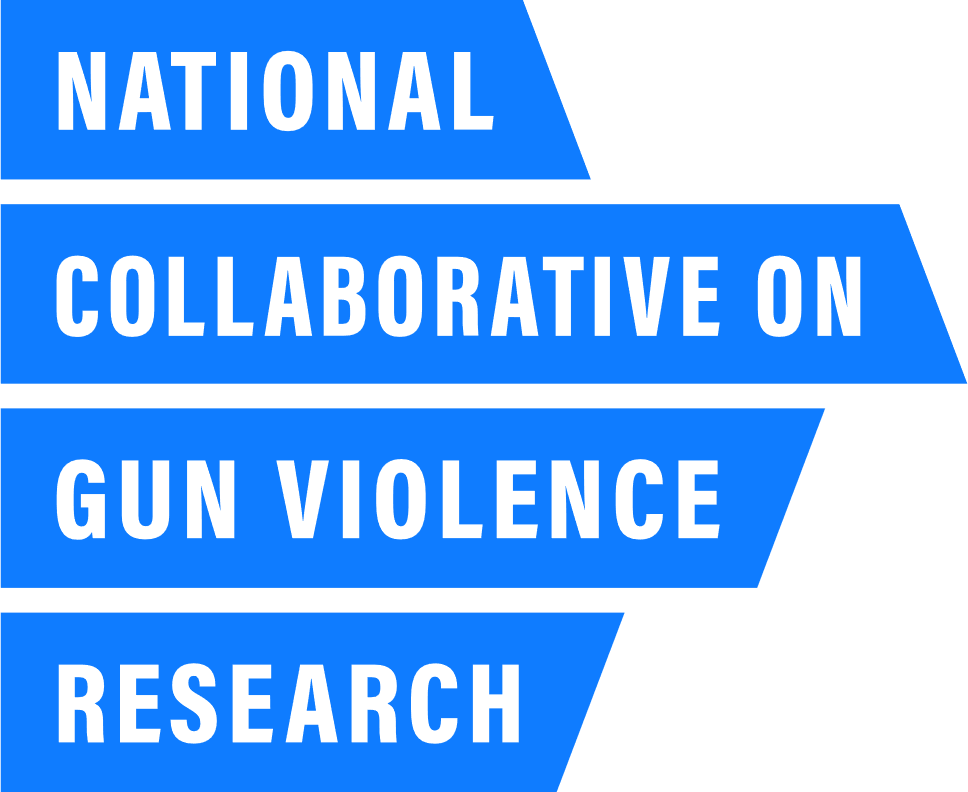 NATIONAL
COLLABORATIVE ON
GUN VIOLENCE
RESEARCH